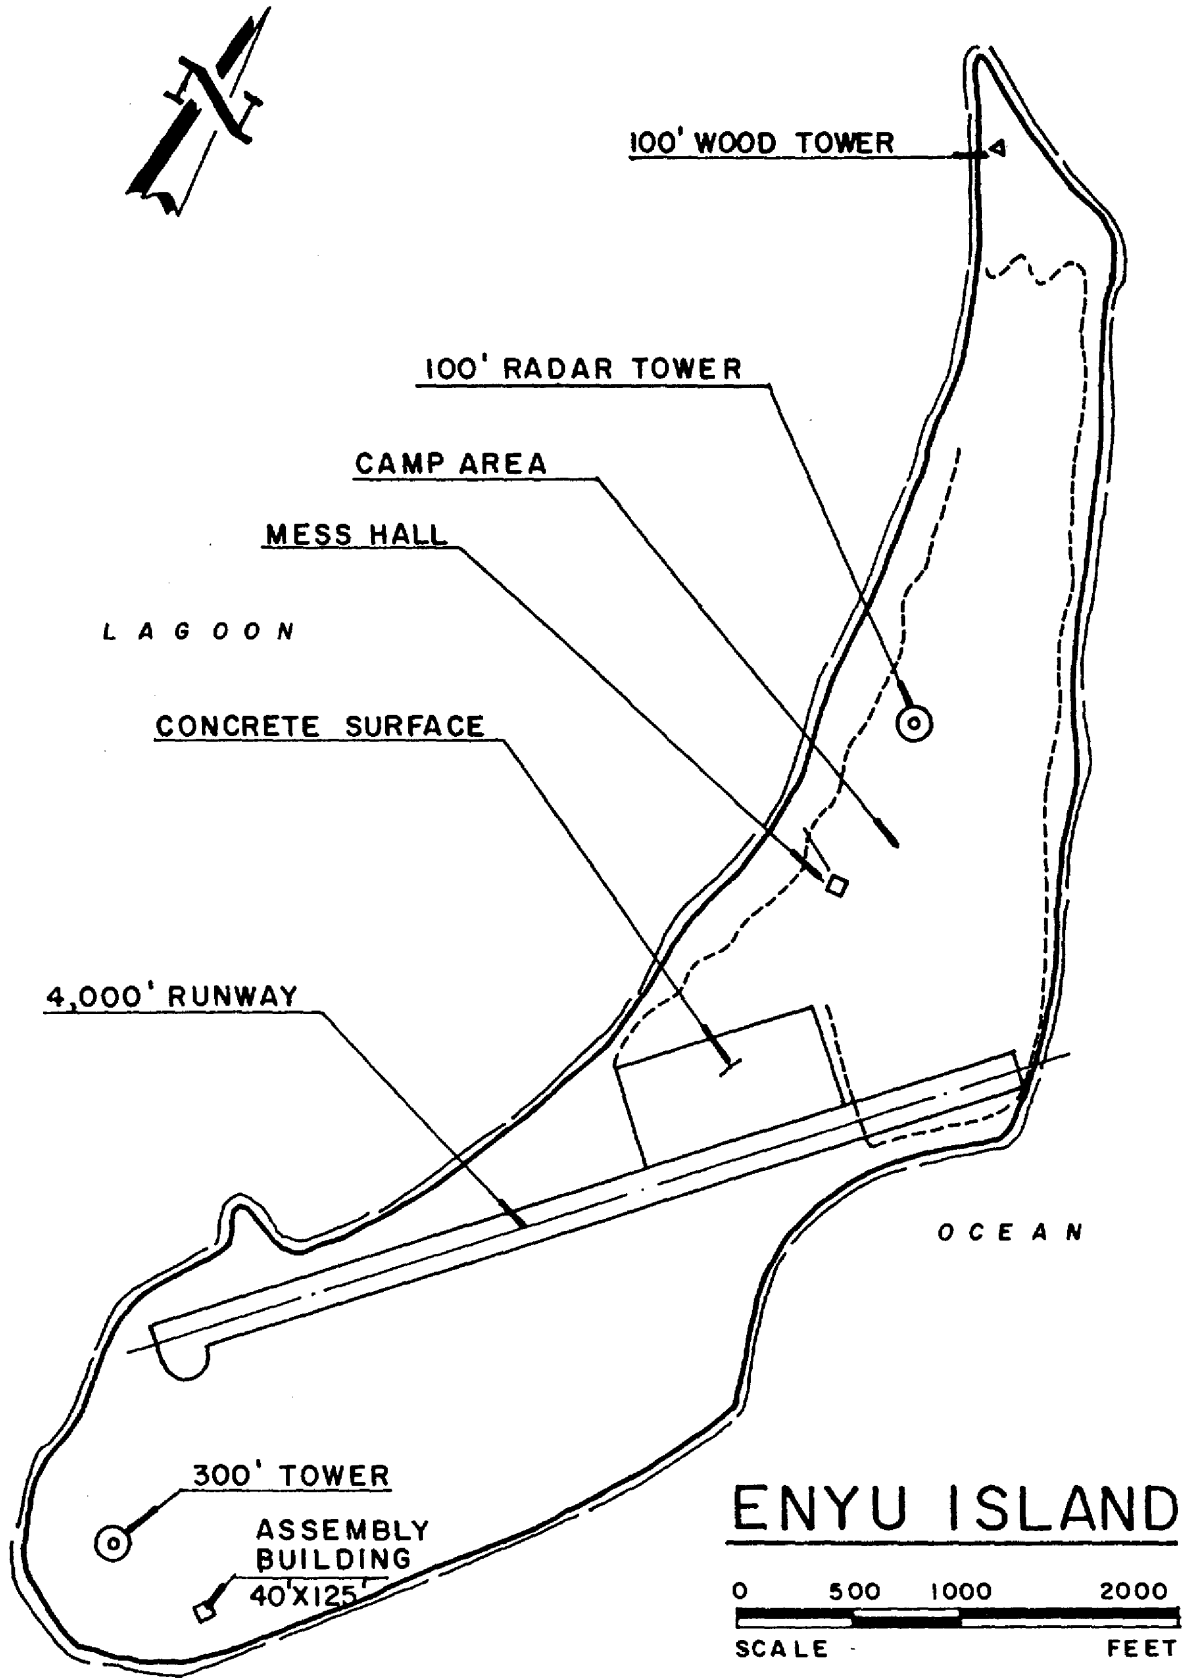 N
100' WOOD TOWER
100' RADAR TOWER
CAMP AREA
MESS HALL
LAGOON
CONCRETE SURFACE
4,000' RUNWAY
OCEAN
300' TOWER
ASSEMBLY
BUILDING
40'X125'
ENYU ISLAND
0 500 1000 2000
SCALE FEET